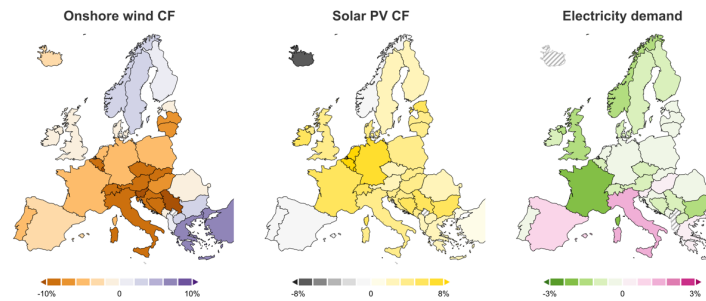 Onshore wind CF
Solar PV CF
Electricity demand
-10% 0 10%
-8% 0 8%
-3% 0 3%